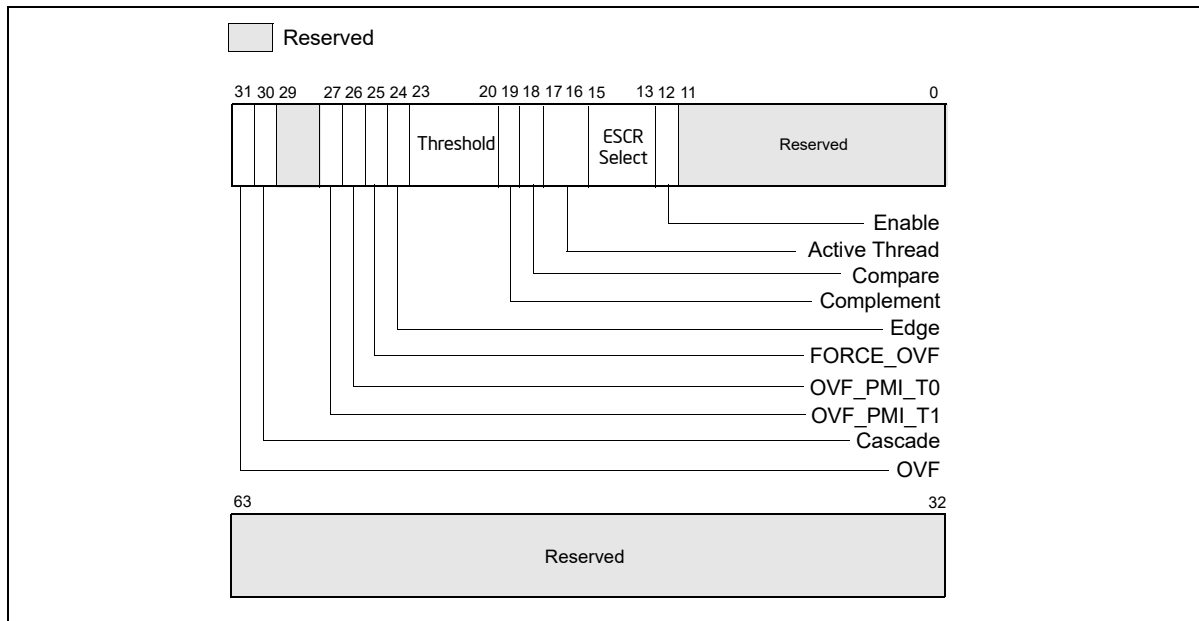 Reserved
31 30 29 27 26 25 24 23 20 19 18 17 16 15 13 12 11 0
Threshold ESCR Select Reserved
Enable
Active Thread
Compare
Complement
Edge
FORCE_OVF
OVF_PMI_T0
OVF_PMI_T1
Cascade
OVF
63 32
Reserved